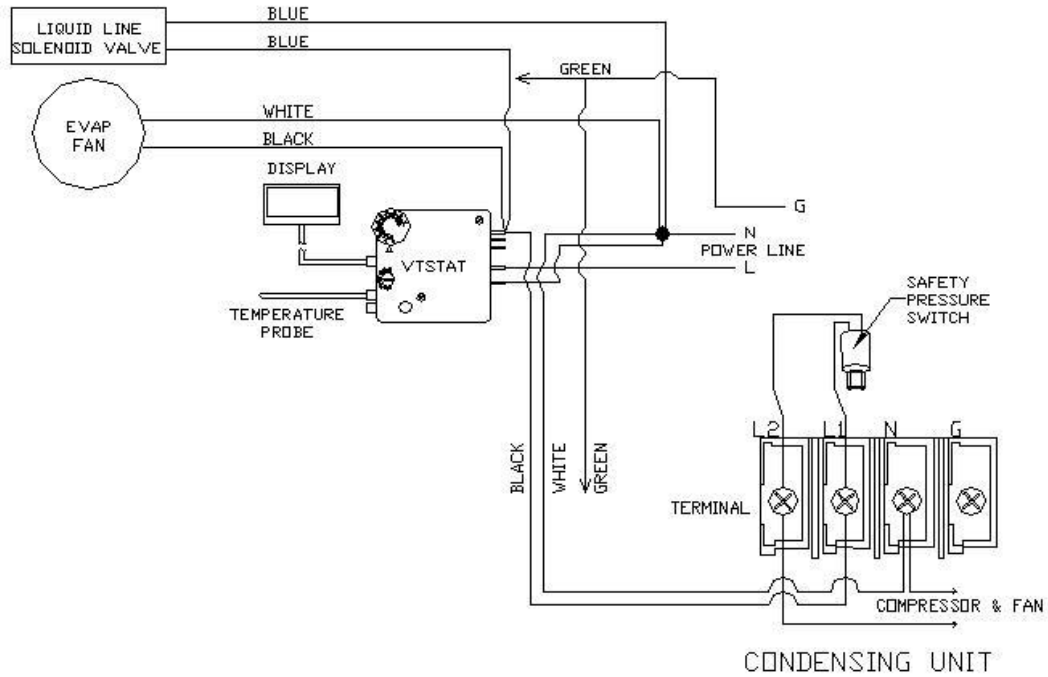 LIQUID LINE
SOLENOID VALVE
BLUE
BLUE
GREEN
EVAP
FAN
WHITE
BLACK
DISPLAY
G
N
POWER LINE
L
VTSTAT
TEMPERATURE
PROBE
SAFETY
PRESSURE
SWITCH
BLACK
WHITE
GREEN
L2
L1
N
G
TERMINAL
COMPRESSOR & FAN
CONDENSING UNIT